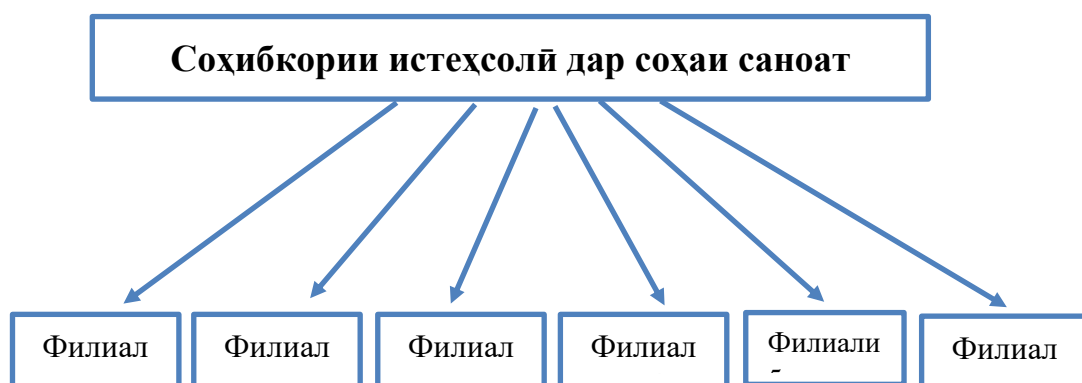 Соҳибкории истеҳсолӣ дар соҳаи саноат
Филиал
Филиал
Филиал
Филиал
Филиали
Филиал